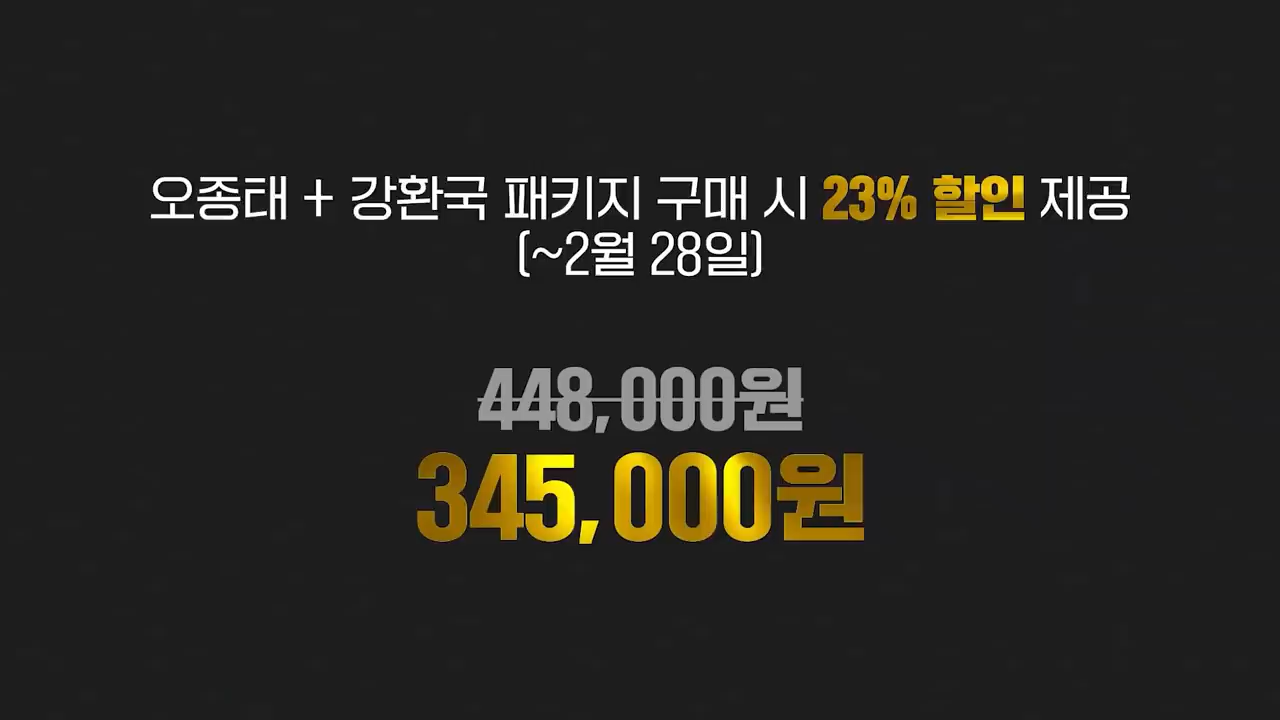 오종태 + 강환국 패키지 구매 시 23% 할인 제공
(~2월 28일)
448,000원
345,000원